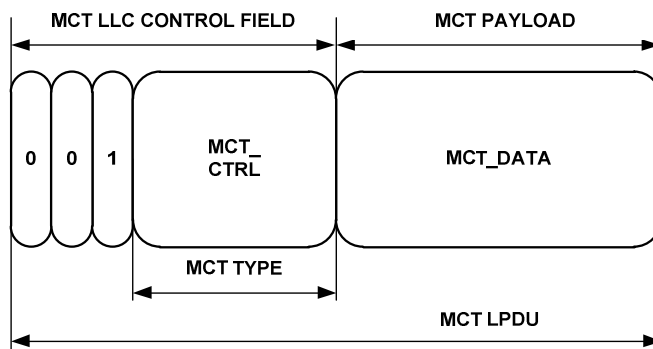 MCT LLC CONTROL FIELD MCT PAYLOAD
0 0 1 MCT_
CTRL MCT_DATA
MCT TYPE
MCT LPDU